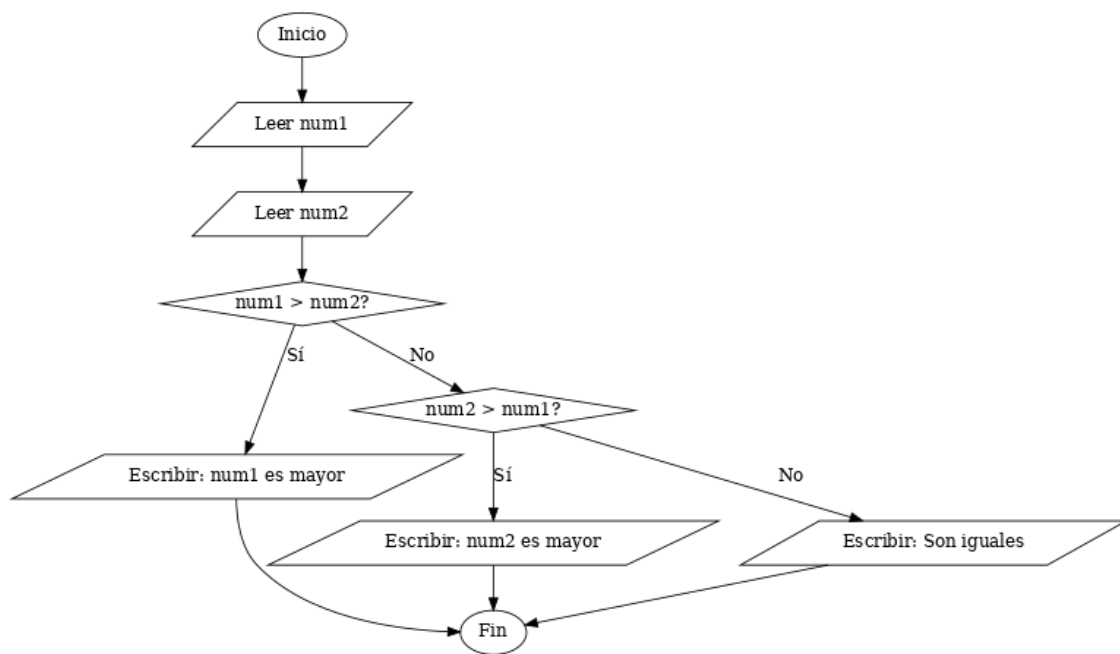 Inicio
Leer num1
Leer num2
num1 > num2?
Sí
No
num2 > num1?
Escribir: num1 es mayor
Sí
No
Escribir: num2 es mayor
Escribir: Son iguales
Fin